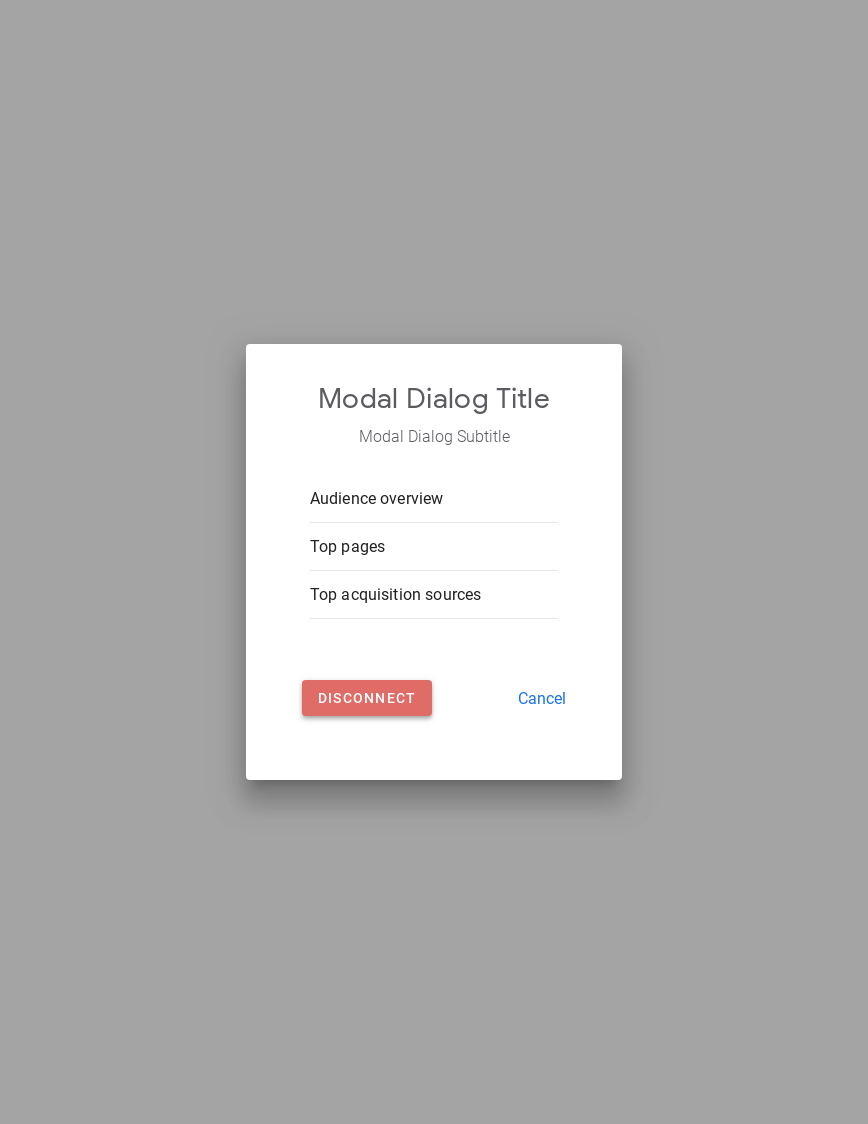 Modal Dialog Title
Modal Dialog Subtitle
Audience overview
Top pages
Top acquisition sources
DISCONNECT
Cancel